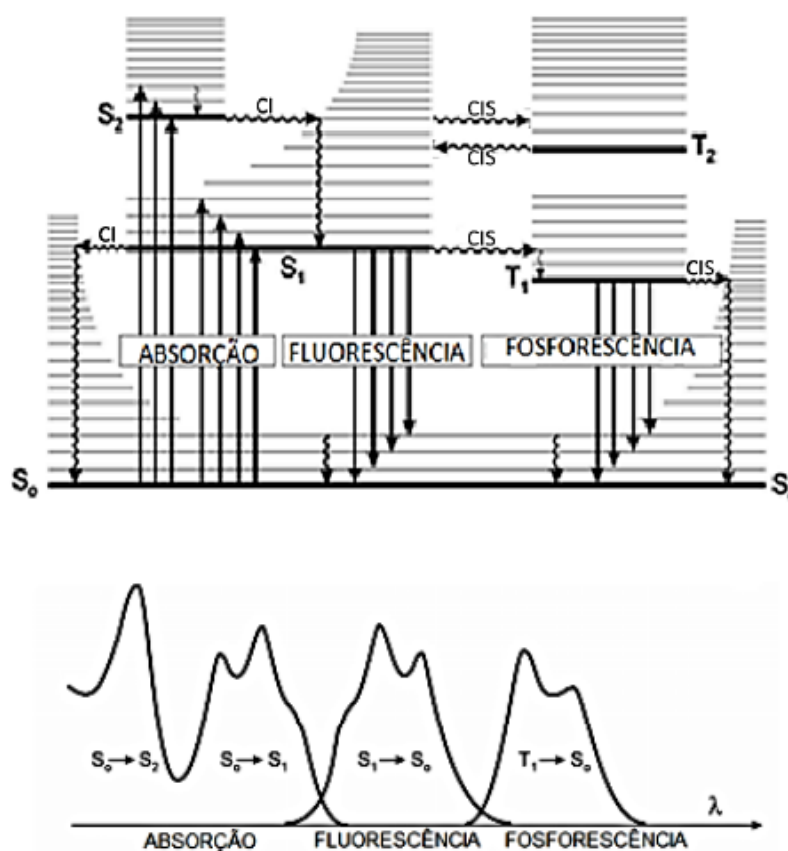 S₂
CI
CIS
CIS
T₂
CI
S₁
CIS
T₁
CIS
ABSORÇÃO
FLUORESCÊNCIA
FOSFORESCÊNCIA
S₀
S
S₀→S₂
S₀→S₁
S₁→S₀
T₁→S₀
λ
ABSORÇÃO
FLUORESCÊNCIA
FOSFORESCÊNCIA